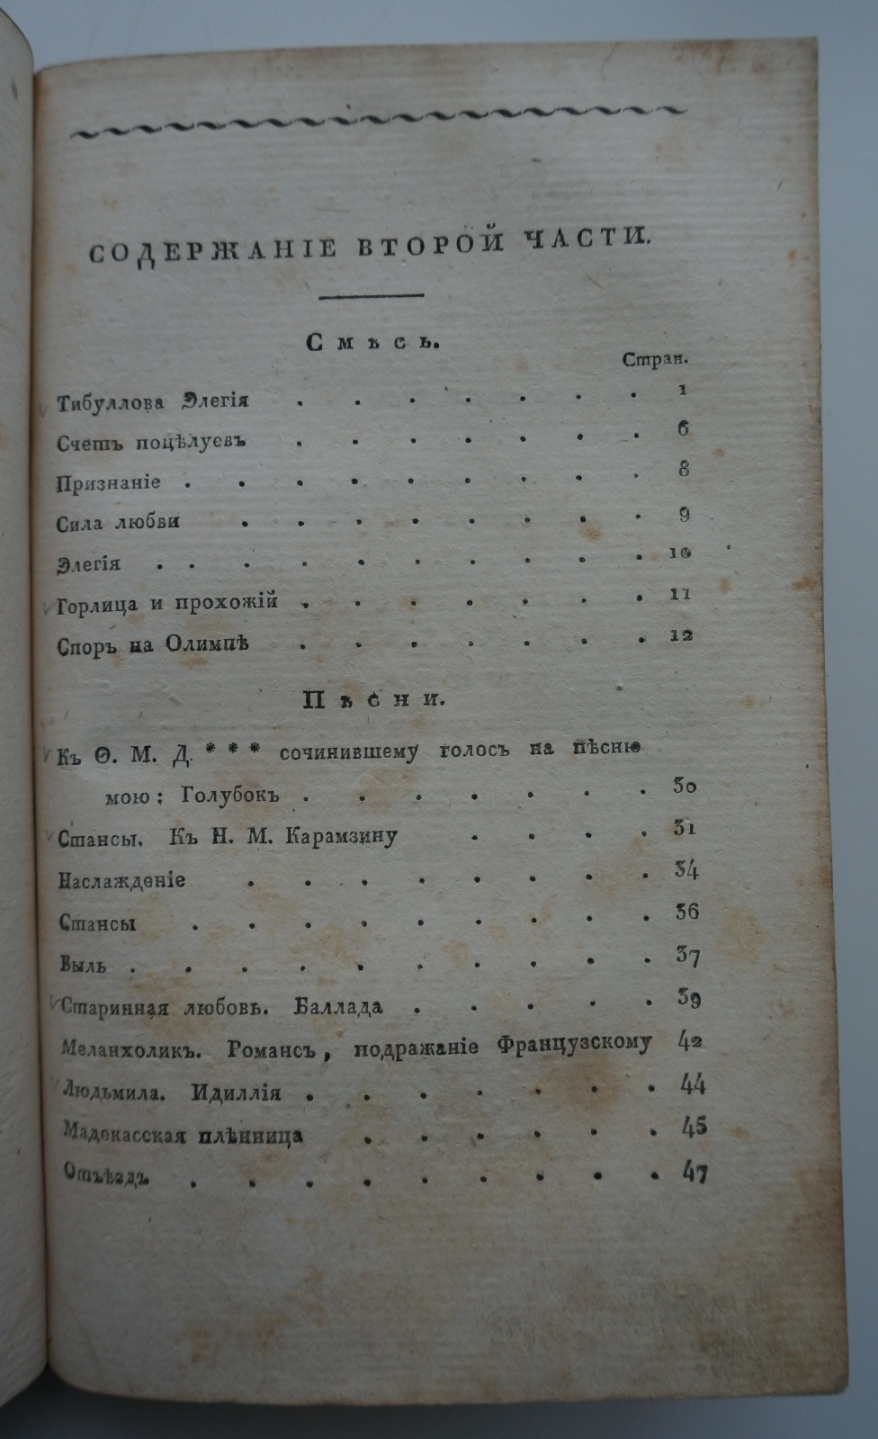 СОДЕРЖАНІЕ ВТОРОЙ ЧАСТИ.
Смѣсь.
Стран.
Тибуллова Элегія . . . . . . . 1
Счетъ поцѣлуевъ . . . . . . . 6
Признаніе . . . . . . . . . 8
Сила любви . . . . . . . . 9
Элегія . . . . . . . . . . 10
Горлица и прохожій . . . . . . . 11
Споръ на Олимпѣ . . . . . . . 12
Пѣсни.
Къ Ѳ. М. Д. * * * сочинившему голосъ на пѣсню
мою: Голубокъ . . . . . . . 30
Стансы. Къ Н. М. Карамзину . . . . 31
Наслажденіе . . . . . . . . 34
Стансы . . . . . . . . . 36
Быль . . . . . . . . . . 37
Старинная любовь. Баллада . . . . . 39
Меланхоликъ. Романсъ, подражаніе Французскому 42
Людьмила. Идиллія . . . . . . . 44
Мадекасская плѣнница . . . . . . 45
Отъѣздъ . . . . . . . . . 47